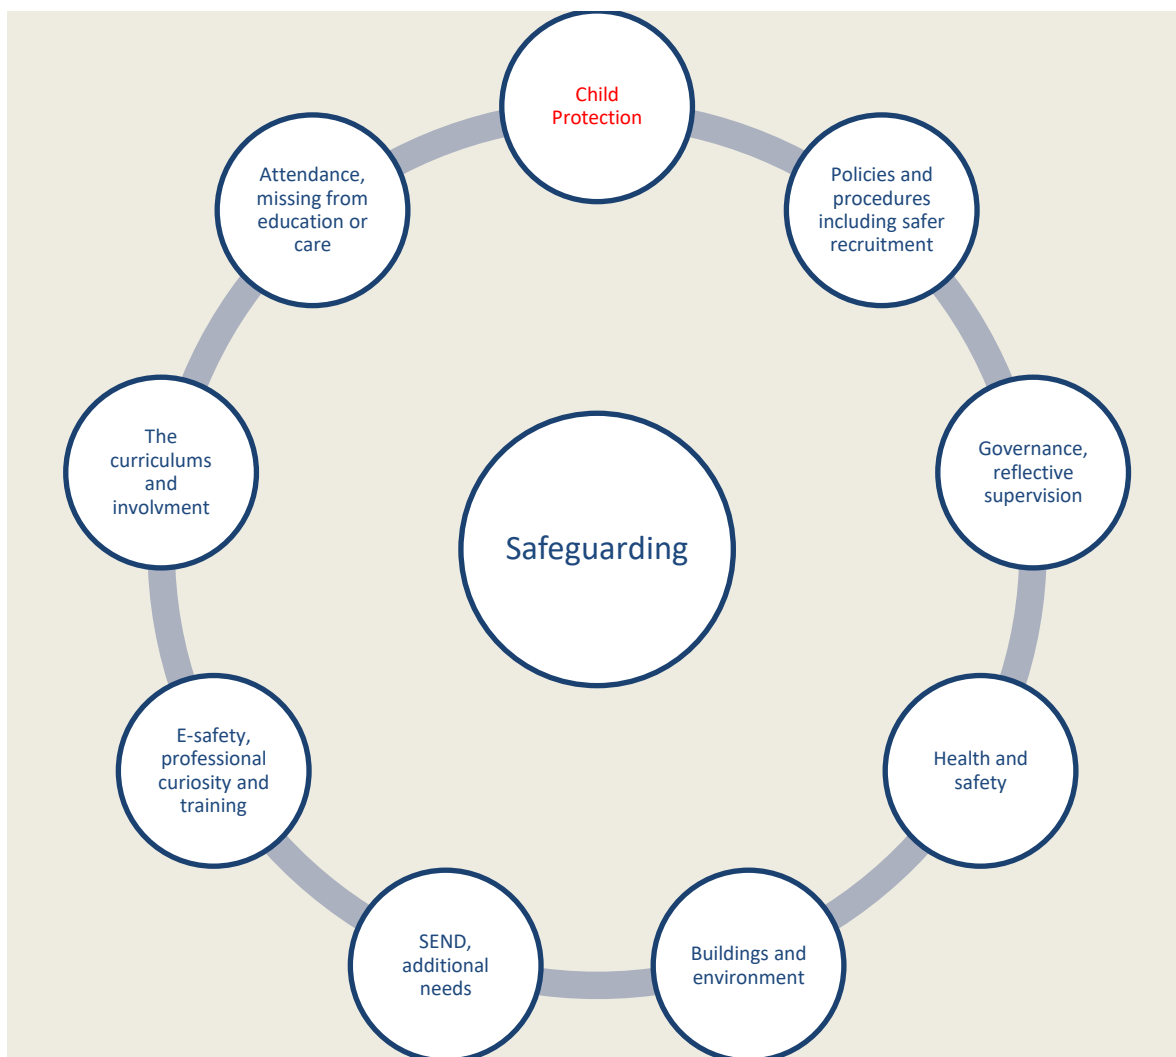 Child
Protection
Policies and
procedures
including safer
recruitment
Governance,
reflective
supervision
Health and
safety
Buildings and
environment
SEND,
additional
needs
E-safety,
professional
curiosity and
training
The
curriculums
and
involvment
Attendance,
missing from
education or
care
Safeguarding